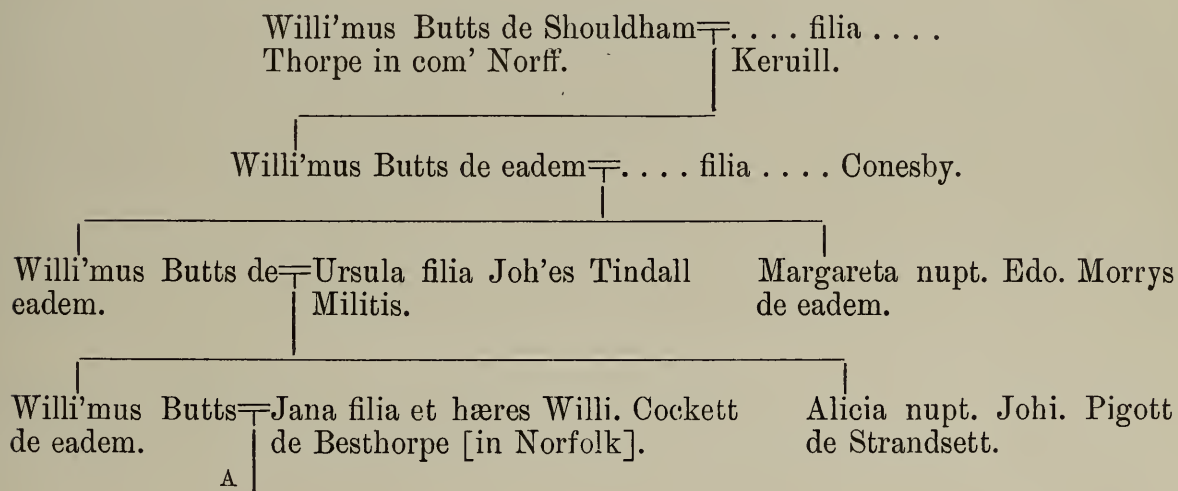 Willi'mus Butts de Shouldham=. . . . filia . . . .
Thorpe in com' Norff. Keruill.
Willi'mus Butts de eadem=. . . . filia . . . . Conesby.
Willi'mus Butts de=Ursula filia Joh'es Tindall
eadem. Militis.
Margareta nupt. Edo. Morrys
de eadem.
Willi'mus Butts=Jana filia et hæres Willi. Cockett
de eadem. de Besthorpe [in Norfolk].
Alicia nupt. Johi. Pigott
de Strandsett.
A